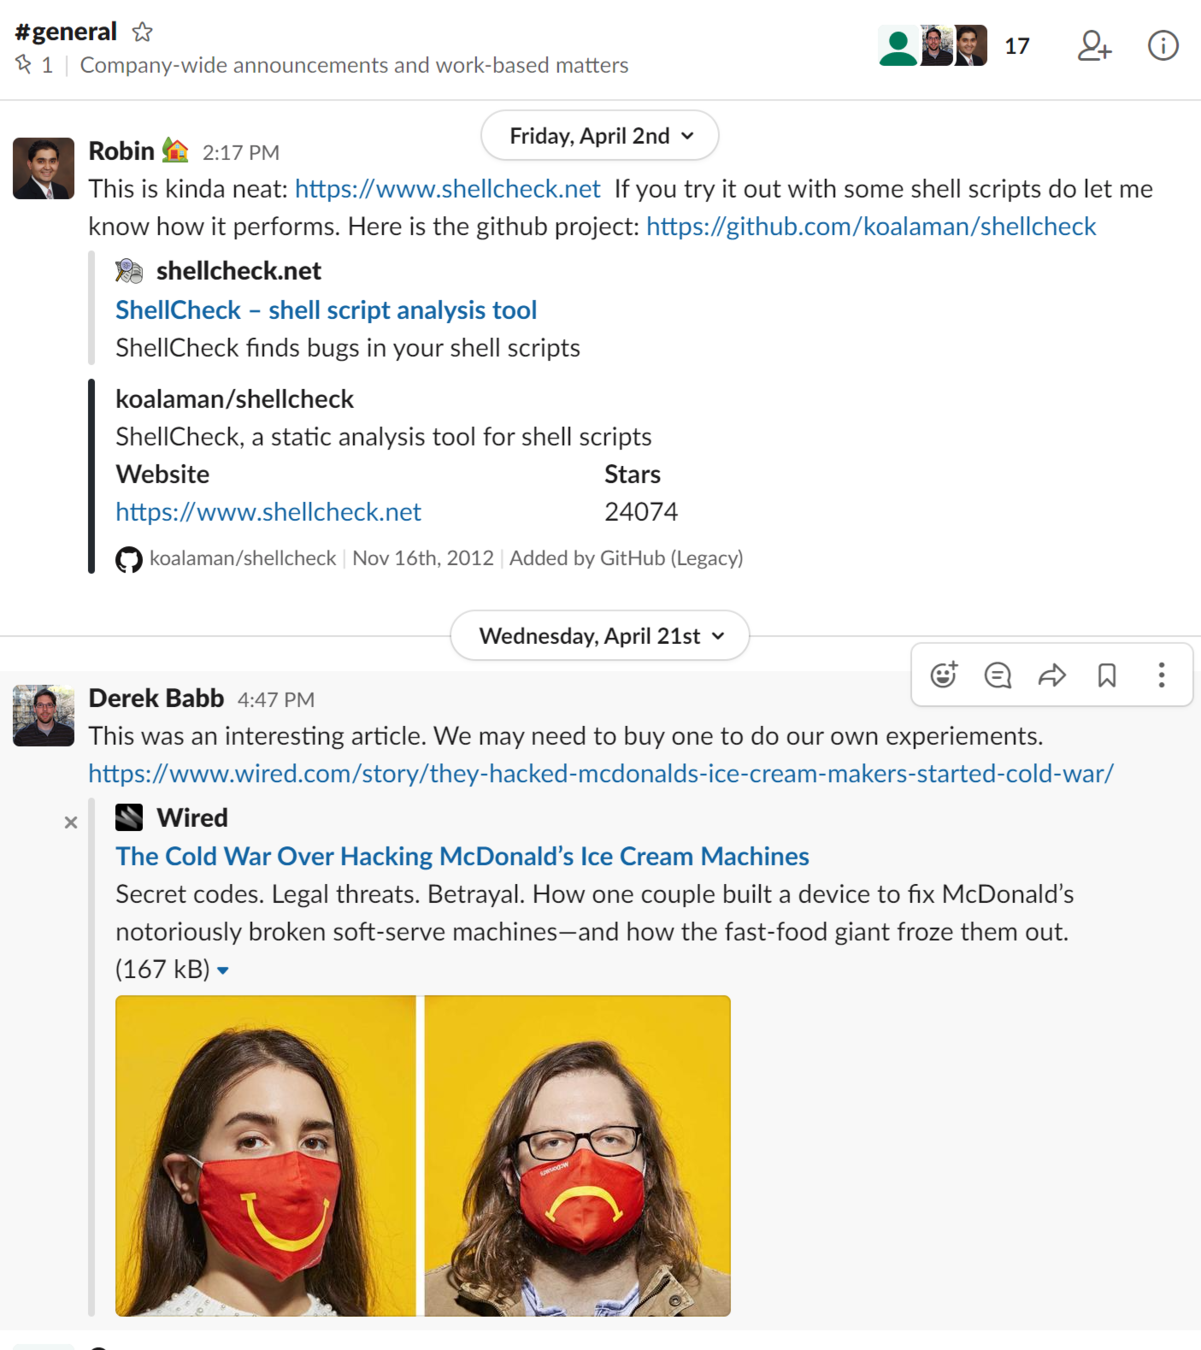 #general
1 | Company-wide announcements and work-based matters
17
Friday, April 2nd
Robin 2:17 PM
This is kinda neat: https://www.shellcheck.net If you try it out with some shell scripts do let me
know how it performs. Here is the github project: https://github.com/koalaman/shellcheck
shellcheck.net
ShellCheck – shell script analysis tool
ShellCheck finds bugs in your shell scripts
koalaman/shellcheck
ShellCheck, a static analysis tool for shell scripts
Website Stars
https://www.shellcheck.net 24074
koalaman/shellcheck | Nov 16th, 2012 | Added by GitHub (Legacy)
Wednesday, April 21st
Derek Babb 4:47 PM
This was an interesting article. We may need to buy one to do our own experiements.
https://www.wired.com/story/they-hacked-mcdonalds-ice-cream-makers-started-cold-war/
Wired
The Cold War Over Hacking McDonald’s Ice Cream Machines
Secret codes. Legal threats. Betrayal. How one couple built a device to fix McDonald’s
notoriously broken soft-serve machines—and how the fast-food giant froze them out.
(167 kB)